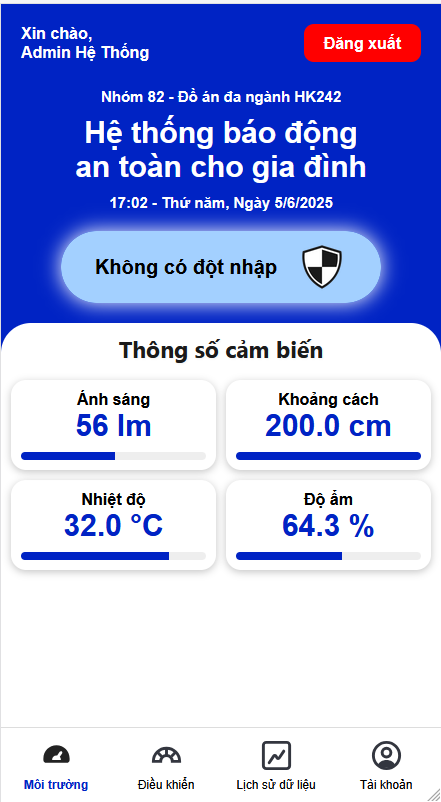 Xin chào,
Admin Hệ Thống
Đăng xuất
Nhóm 82 - Đồ án đa ngành HK242
Hệ thống báo động
an toàn cho gia đình
17:02 - Thứ năm, Ngày 5/6/2025
Không có đột nhập
Thông số cảm biến
Ánh sáng
56 lm
Khoảng cách
200.0 cm
Nhiệt độ
32.0 °C
Độ ẩm
64.3 %
Môi trường
Điều khiển
Lịch sử dữ liệu
Tài khoản